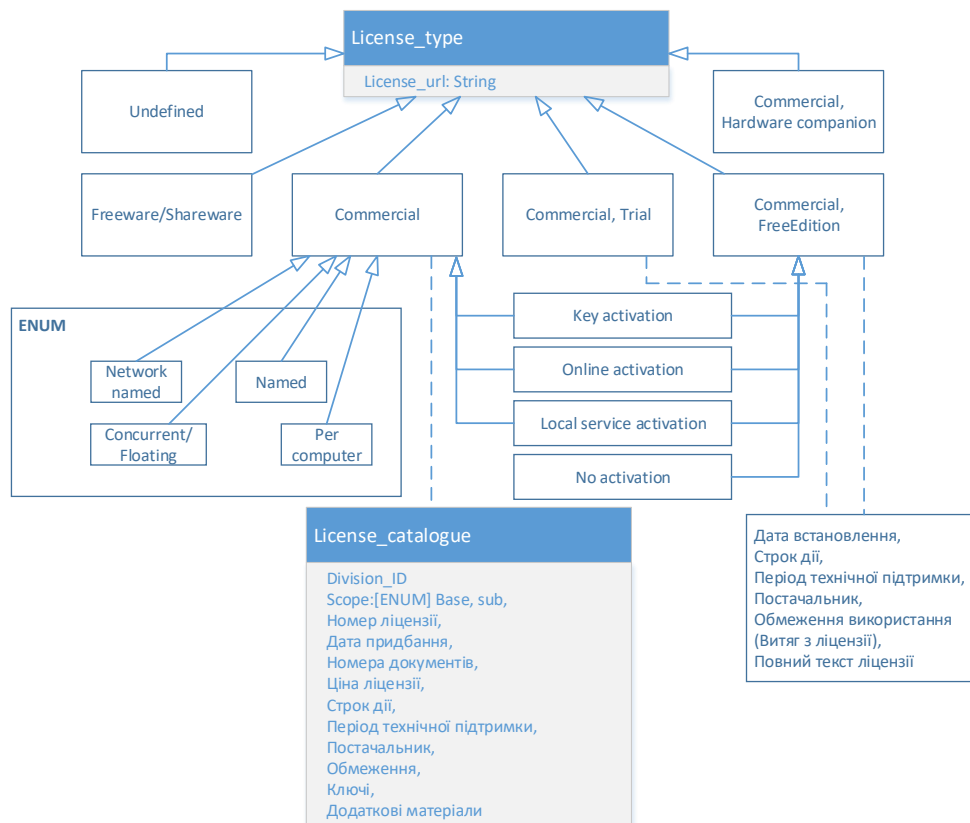 License_type
License_url: String
Undefined
Commercial,
Hardware companion
Freeware/Shareware
Commercial
Commercial, Trial
Commercial,
FreeEdition
ENUM
Network
named
Named
Concurrent/
Floating
Per
computer
Key activation
Online activation
Local service activation
No activation
License_catalogue
Division_ID
Scope:[ENUM] Base, sub,
Номер ліцензії,
Дата придбання,
Номера документів,
Ціна ліцензії,
Строк дії,
Період технічної підтримки,
Постачальник,
Обмеження,
Ключі,
Додаткові матеріали
Дата встановлення,
Строк дії,
Період технічної підтримки,
Постачальник,
Обмеження використання
(Витяг з ліцензії),
Повний текст ліцензії